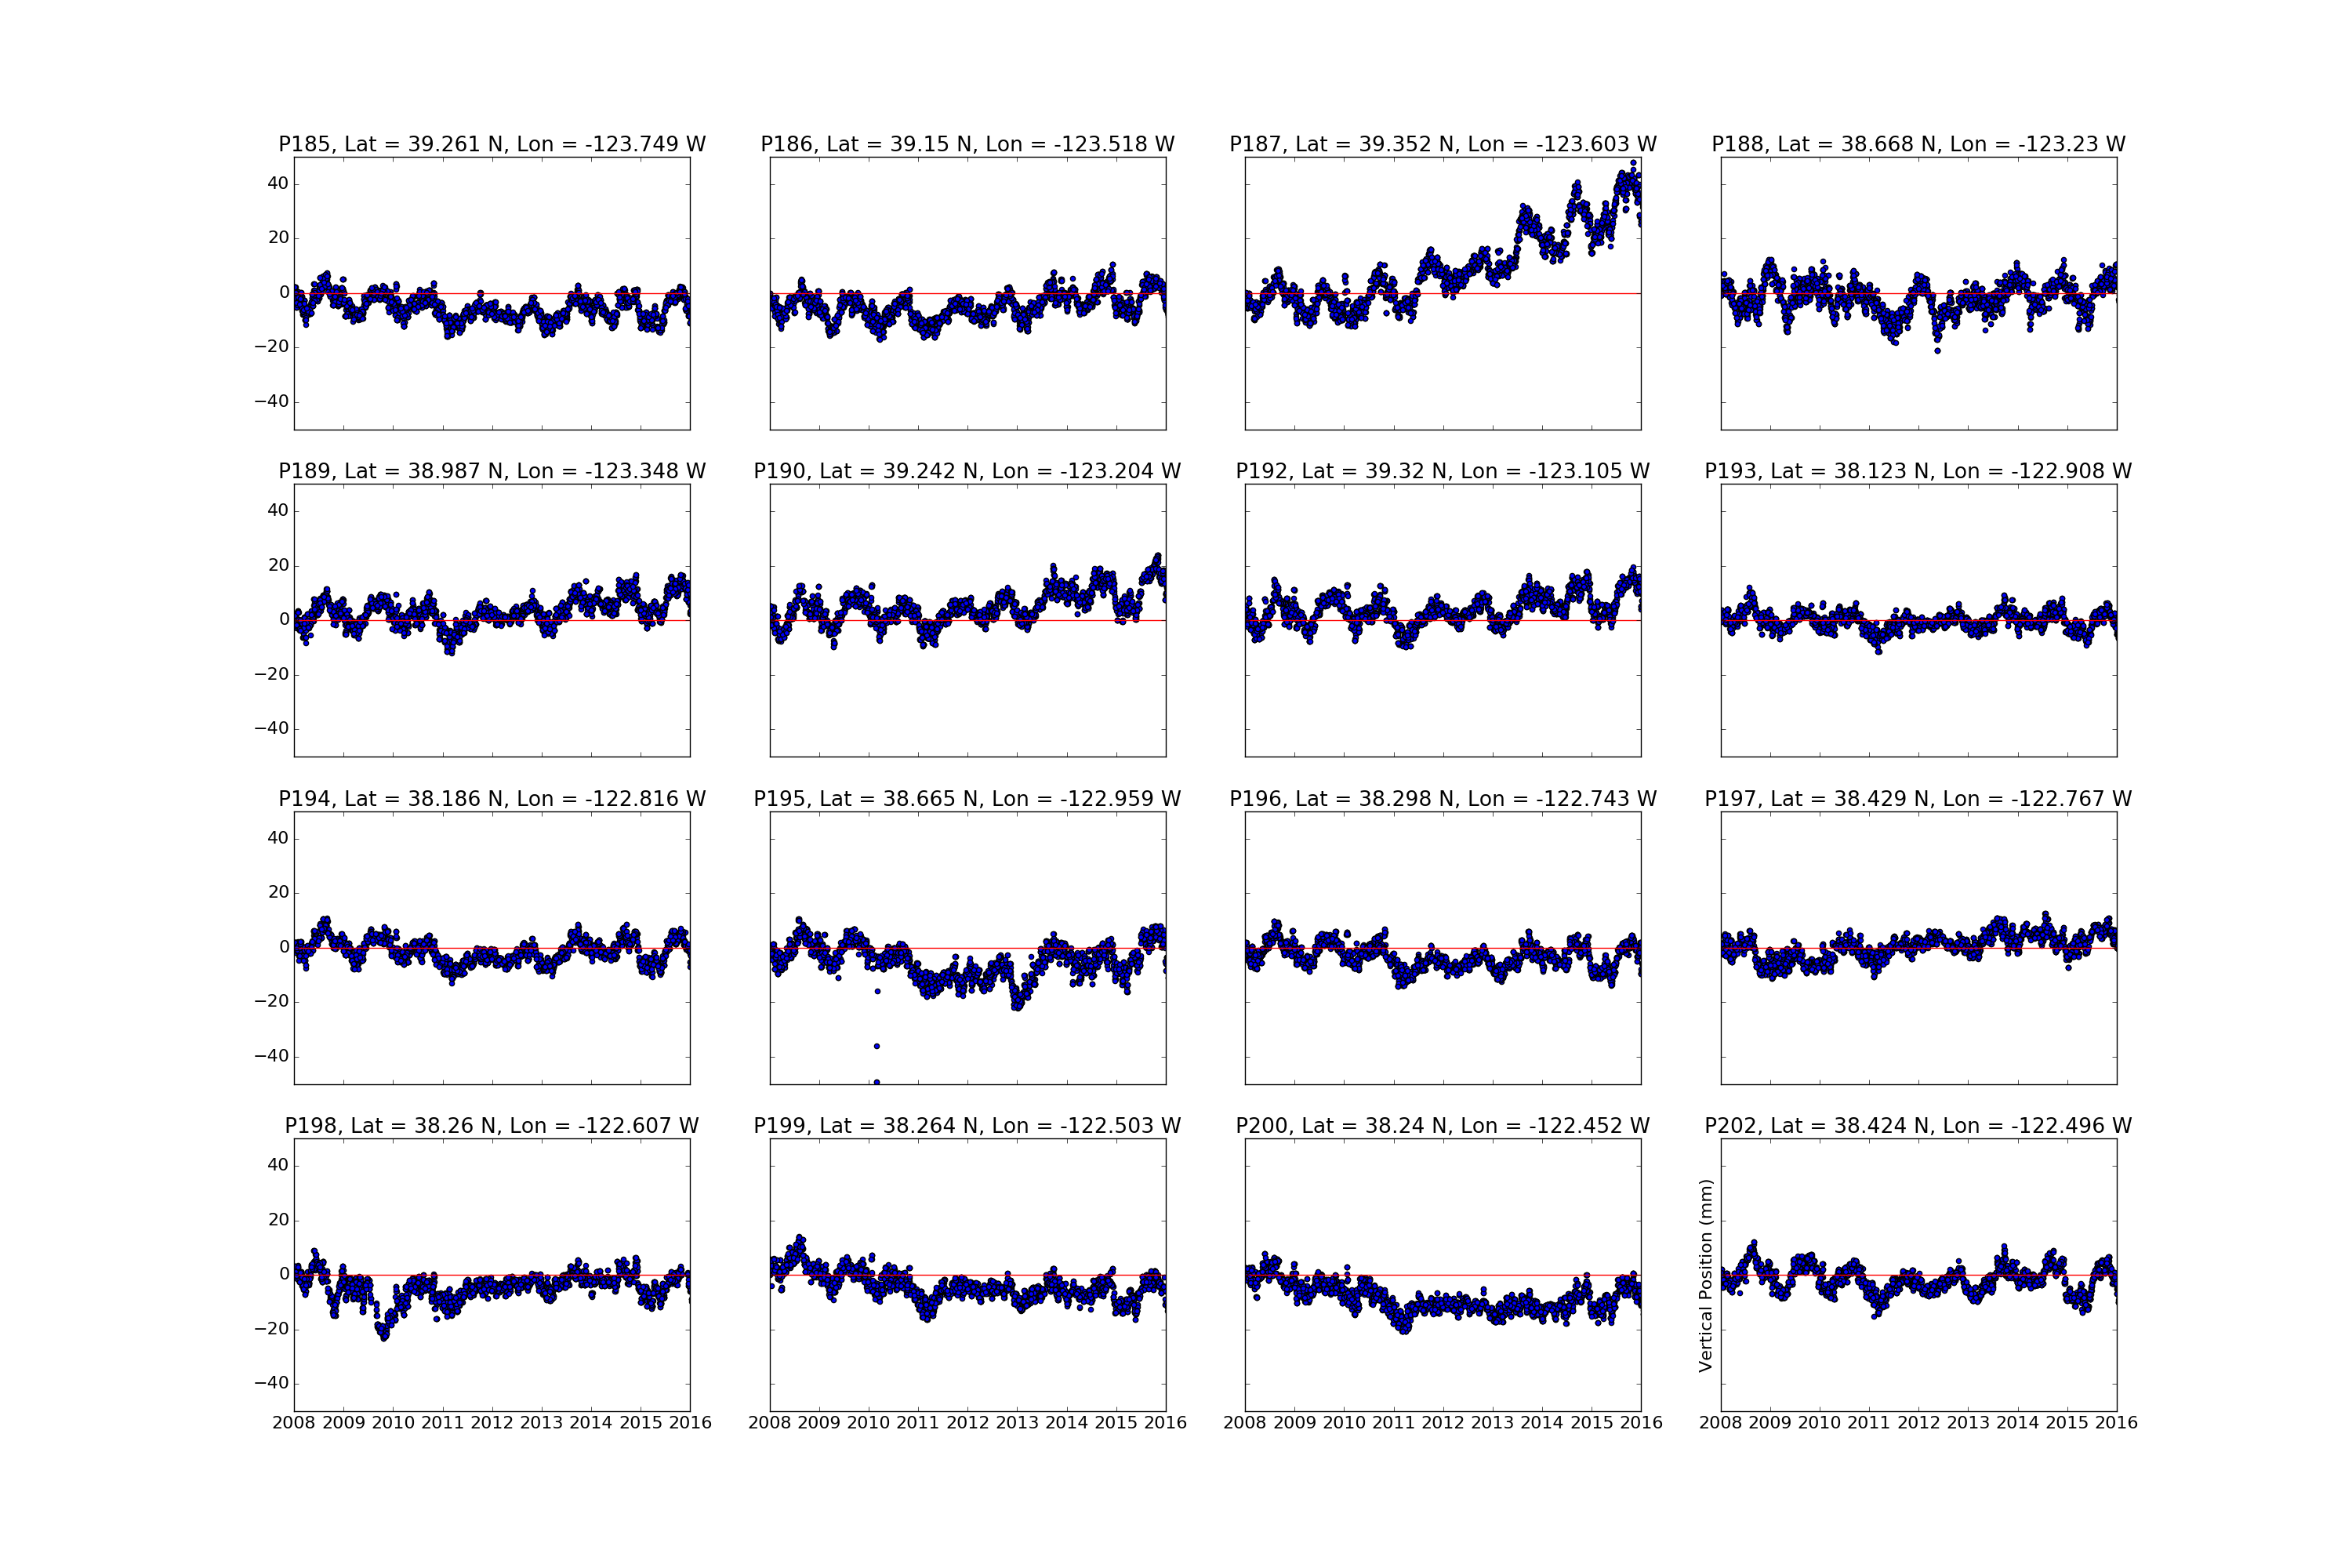 P185, Lat = 39.261 N, Lon = -123.749 W
P186, Lat = 39.15 N, Lon = -123.518 W
P187, Lat = 39.352 N, Lon = -123.603 W
P188, Lat = 38.668 N, Lon = -123.23 W
40
20
0
−20
−40
P189, Lat = 38.987 N, Lon = -123.348 W
P190, Lat = 39.242 N, Lon = -123.204 W
P192, Lat = 39.32 N, Lon = -123.105 W
P193, Lat = 38.123 N, Lon = -122.908 W
40
20
0
−20
−40
P194, Lat = 38.186 N, Lon = -122.816 W
P195, Lat = 38.665 N, Lon = -122.959 W
P196, Lat = 38.298 N, Lon = -122.743 W
P197, Lat = 38.429 N, Lon = -122.767 W
40
20
0
−20
−40
P198, Lat = 38.26 N, Lon = -122.607 W
P199, Lat = 38.264 N, Lon = -122.503 W
P200, Lat = 38.24 N, Lon = -122.452 W
P202, Lat = 38.424 N, Lon = -122.496 W
40
20
0
−20
−40
Vertical Position (mm)
2008 2009 2010 2011 2012 2013 2014 2015 2016
2008 2009 2010 2011 2012 2013 2014 2015 2016
2008 2009 2010 2011 2012 2013 2014 2015 2016
2008 2009 2010 2011 2012 2013 2014 2015 2016